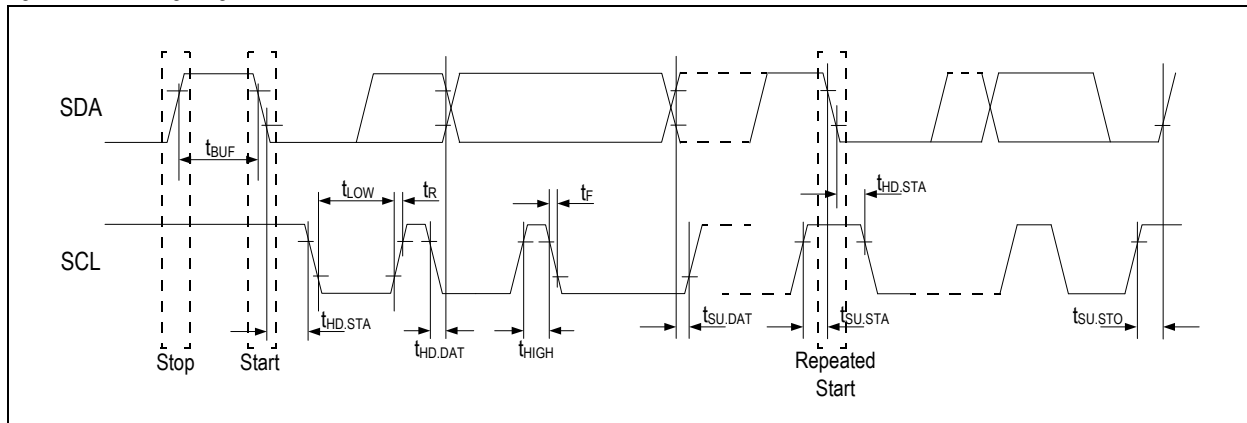 SDA
tBUF
tLOW
tR
tF
tHD.STA
SCL
tHD.STA
tHD.DAT
tHIGH
tSU.DAT
tSU.STA
tSU.STO
Stop
Start
Repeated
Start